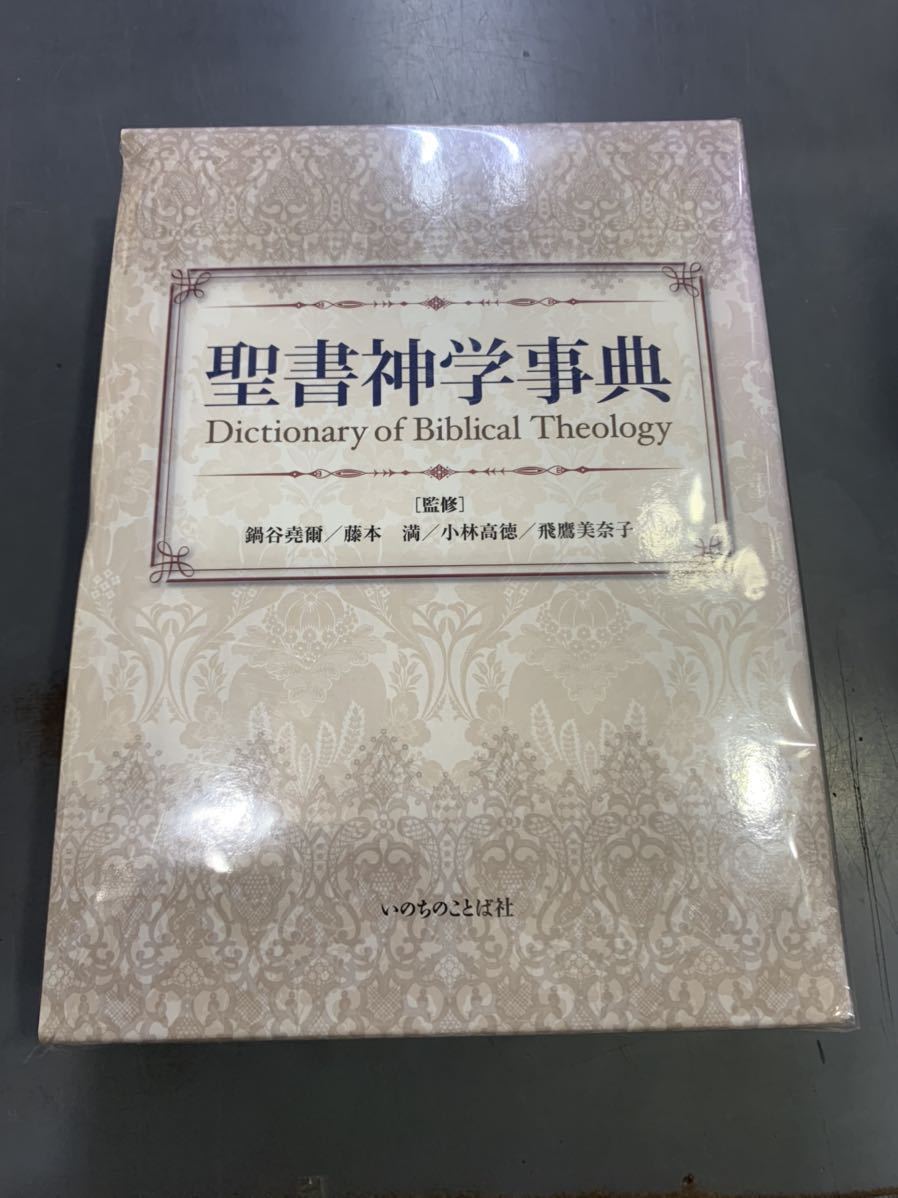 聖書神学事典
Dictionary of Biblical Theology
［監修］
鍋谷堯爾／藤本　満／小林高徳／飛鷹美奈子
いのちのことば社